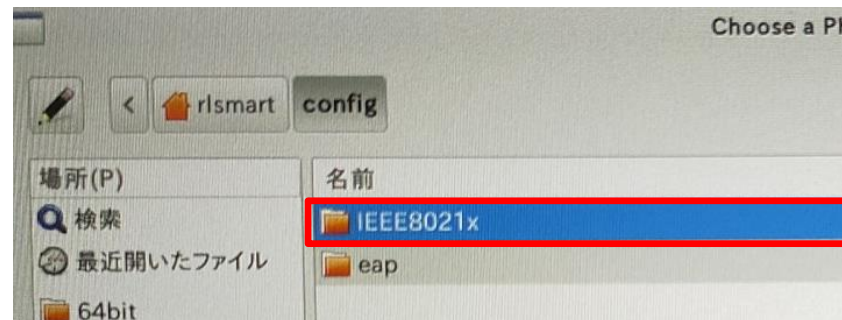 Choose a P
rlsmart config
場所(P) 名前
検索 IEEE8021x
最近開いたファイル eap
64bit